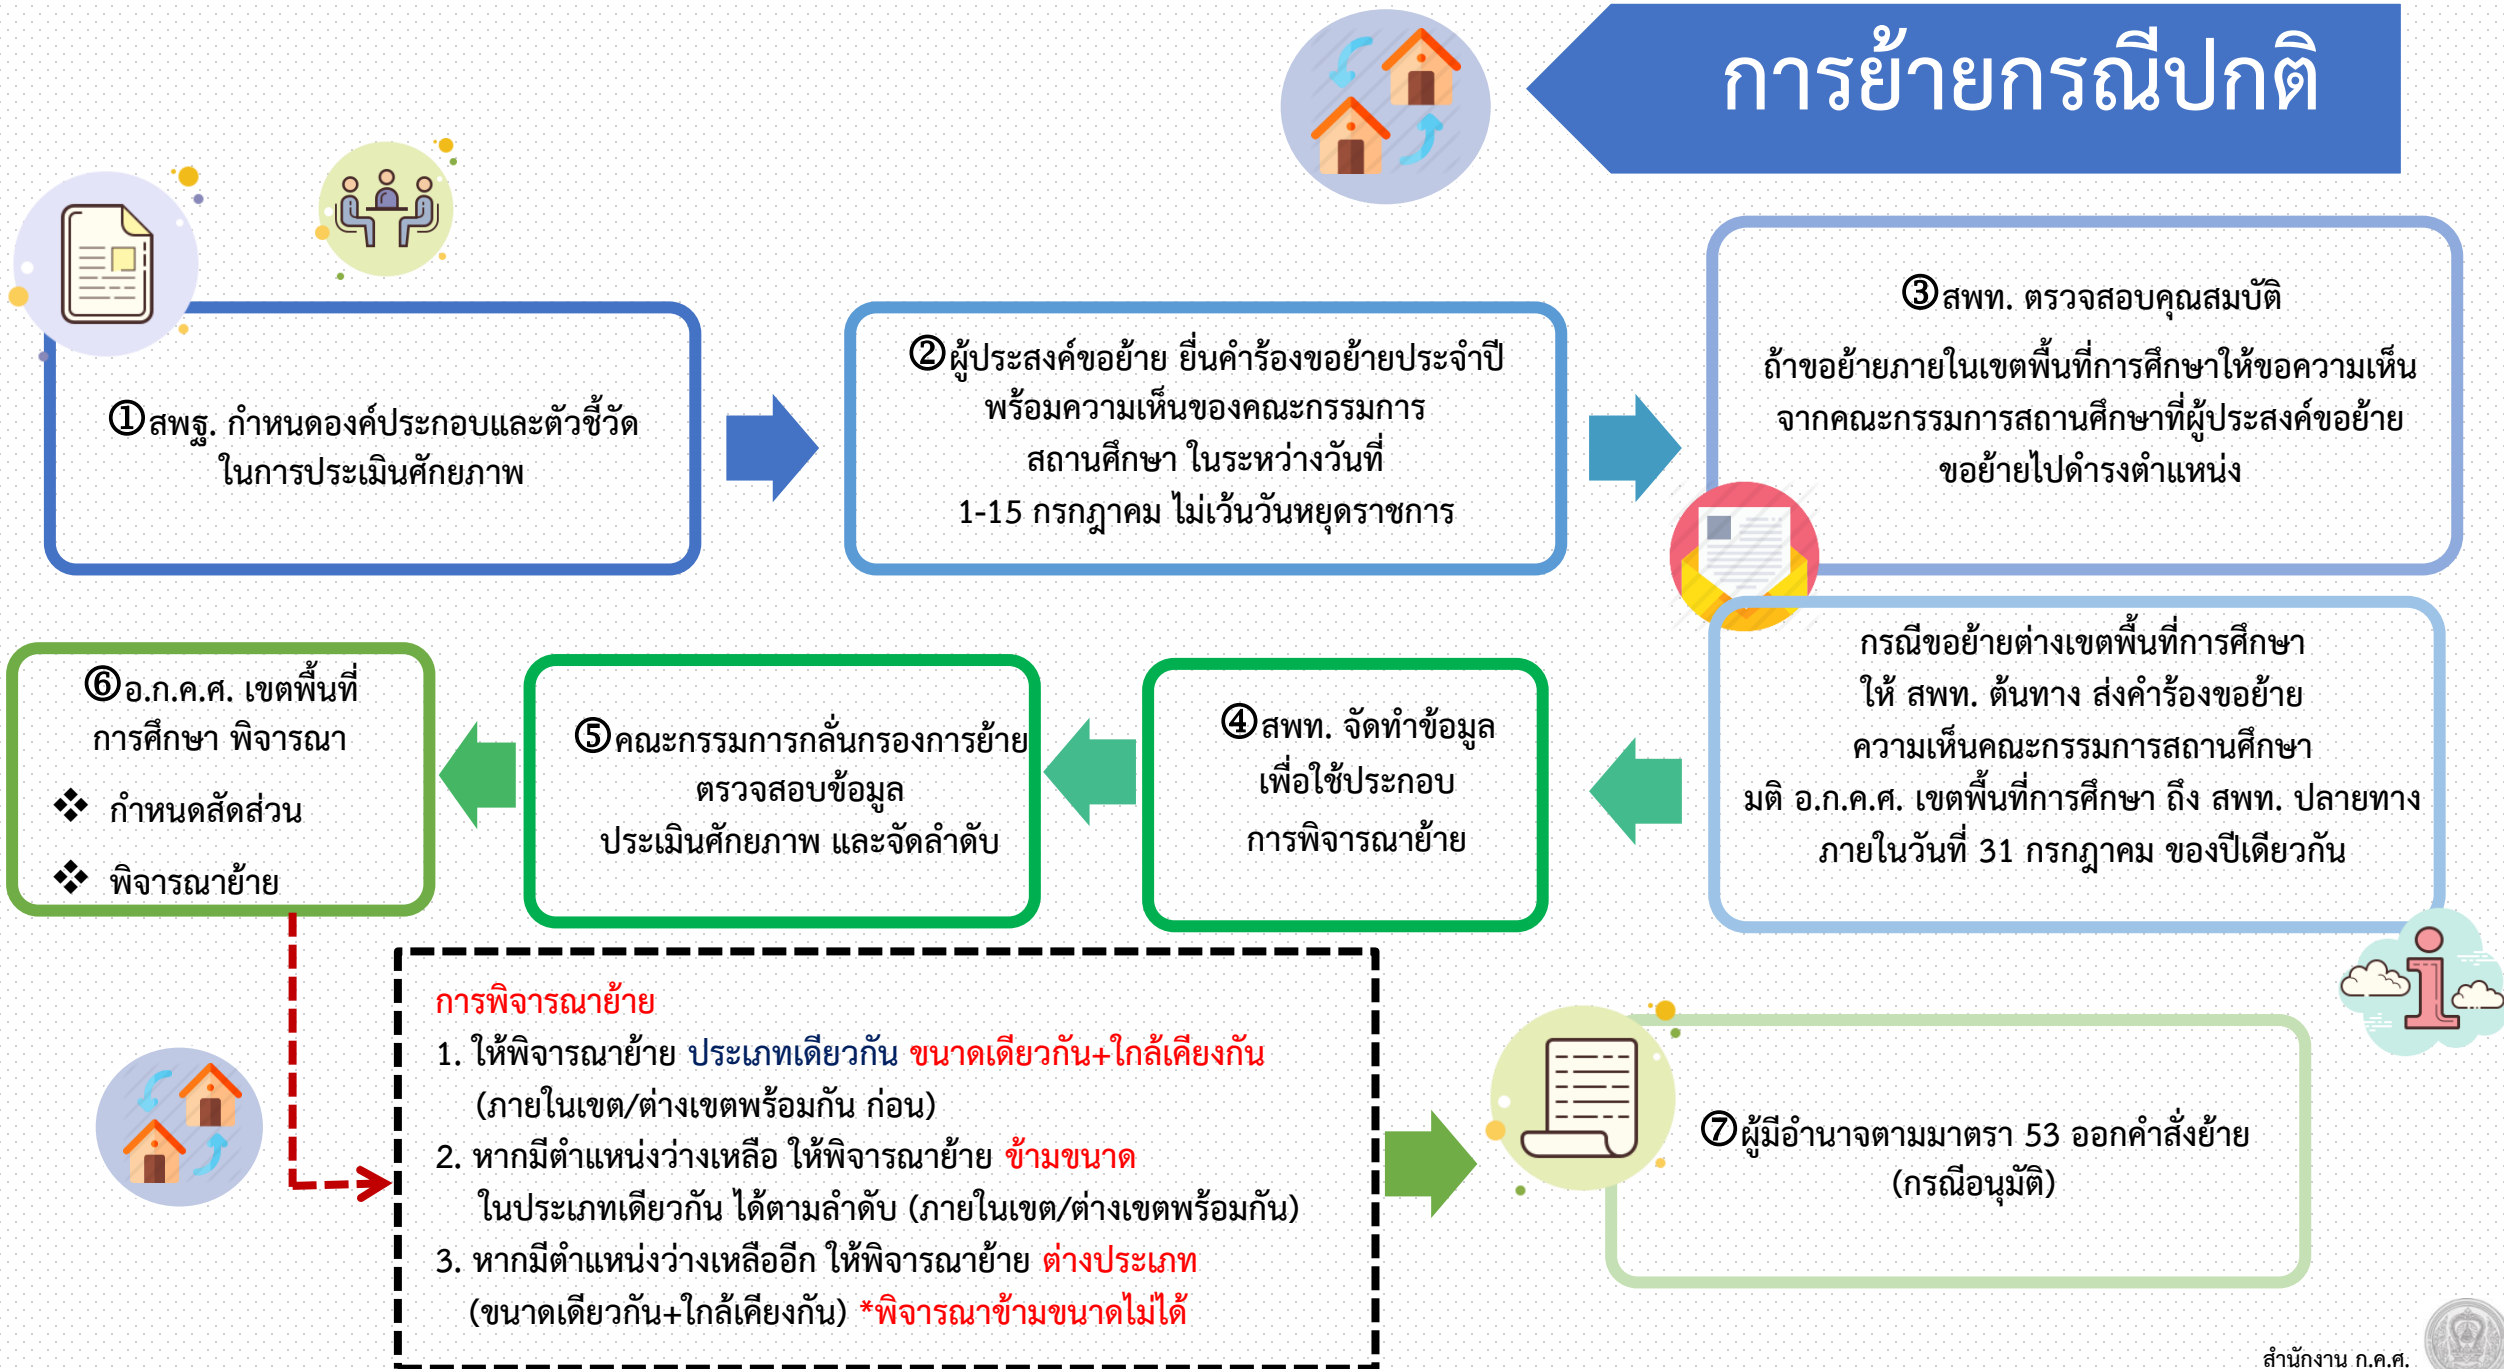 การย้ายกรณีปกติ
①สพฐ. กำหนดองค์ประกอบและตัวชี้วัด
ในการประเมินศักยภาพ
②ผู้ประสงค์ขอย้าย ยื่นคำร้องขอย้ายประจำปี
พร้อมความเห็นของคณะกรรมการ
สถานศึกษา ในระหว่างวันที่
1-15 กรกฎาคม ไม่เว้นวันหยุดราชการ
③สพท. ตรวจสอบคุณสมบัติ
ถ้าขอย้ายภายในเขตพื้นที่การศึกษาให้ขอความเห็น
จากคณะกรรมการสถานศึกษาที่ผู้ประสงค์ขอย้าย
ขอย้ายไปดำรงตำแหน่ง
กรณีขอย้ายต่างเขตพื้นที่การศึกษา
ให้ สพท. ต้นทาง ส่งคำร้องขอย้าย
ความเห็นคณะกรรมการสถานศึกษา
มติ อ.ก.ค.ศ. เขตพื้นที่การศึกษา ถึง สพท. ปลายทาง
ภายในวันที่ 31 กรกฎาคม ของปีเดียวกัน
④สพท. จัดทำข้อมูล
เพื่อใช้ประกอบ
การพิจารณาย้าย
⑤คณะกรรมการกลั่นกรองการย้าย
ตรวจสอบข้อมูล
ประเมินศักยภาพ และจัดลำดับ
⑥อ.ก.ค.ศ. เขตพื้นที่
การศึกษา พิจารณา
❖ กำหนดสัดส่วน
❖ พิจารณาย้าย
การพิจารณาย้าย
1. ให้พิจารณาย้าย ประเภทเดียวกัน ขนาดเดียวกัน+ใกล้เคียงกัน
(ภายในเขต/ต่างเขตพร้อมกัน ก่อน)
2. หากมีตำแหน่งว่างเหลือ ให้พิจารณาย้าย ข้ามขนาด
ในประเภทเดียวกัน ได้ตามลำดับ (ภายในเขต/ต่างเขตพร้อมกัน)
3. หากมีตำแหน่งว่างเหลืออีก ให้พิจารณาย้าย ต่างประเภท
(ขนาดเดียวกัน+ใกล้เคียงกัน) *พิจารณาข้ามขนาดไม่ได้
⑦ผู้มีอำนาจตามมาตรา 53 ออกคำสั่งย้าย
(กรณีอนุมัติ)
สำนักงาน ก.ค.ศ.